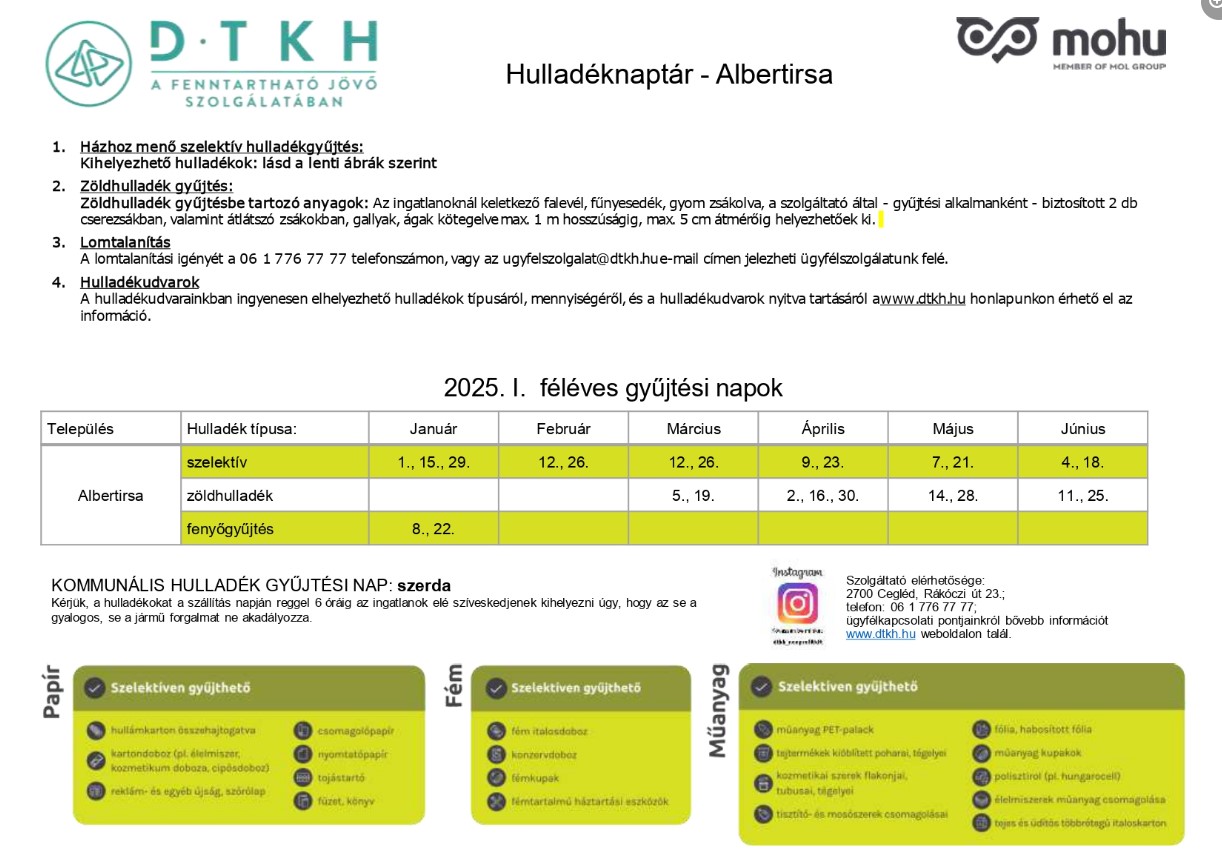 D·TKH
A FENNTARTHATÓ JÖVŐ
SZOLGÁLATÁBAN
Hulladéknaptár - Albertirsa
mohu
MEMBER OF MOL GROUP
1. Házhoz menő szelektív hulladékgyűjtés:
Kihelyezhető hulladékok: lásd a lenti ábrák szerint
2. Zöldhulladék gyűjtés:
Zöldhulladék gyűjtésbe tartozó anyagok: Az ingatlanoknál keletkező falevél, fűnyesedék, gyom zsákolva, a szolgáltató által - gyűjtési alkalmanként - biztosított 2 db
cserezsákban, valamint átlátszó zsákokban, gallyak, ágak kötegelve max. 1 m hosszúságig, max. 5 cm átmérőig helyezhetőek ki.
3. Lomtalanítás
A lomtalanítási igényét a 06 1 776 77 77 telefonszámon, vagy az ugyfelszolgalat@dtkh.hu e-mail címen jelezheti ügyfélszolgálatunk felé.
4. Hulladékudvarok
A hulladékudvarainkban ingyenesen elhelyezhető hulladékok típusáról, mennyiségéről, és a hulladékudvarok nyitva tartásáról a www.dtkh.hu honlapunkon érhető el az
információ.
2025. I. féléves gyűjtési napok
Település Hulladék típusa: Január Február Március Április Május Június
szelektív 1., 15., 29. 12., 26. 12., 26. 9., 23. 7., 21. 4., 18.
Albertirsa zöldhulladék 5., 19. 2., 16., 30. 14., 28. 11., 25.
fenyőgyűjtés 8., 22.
KOMMUNÁLIS HULLADÉK GYŰJTÉSI NAP: szerda
Kérjük, a hulladékokat a szállítás napján reggel 6 óráig az ingatlanok elé szíveskedjenek kihelyezni úgy, hogy az se a
gyalogos, se a jármű forgalmat ne akadályozza.
Instagram
Szolgáltató elérhetősége:
2700 Cegléd, Rákóczi út 23.;
telefon: 06 1 776 77 77;
ügyfélkapcsolati pontjainkról bővebb információt
www.dtkh.hu weboldalon talál.
Papír
Szelektíven gyűjthető
hullámkarton összehajtogatva
kartondoboz (pl. élelmiszer,
kozmetikum doboza, cipősdoboz)
reklám- és egyéb újság, szórólap
csomagolópapír
nyomtatópapír
tojástartó
füzet, könyv
Fém
Szelektíven gyűjthető
fém italosdoboz
konzervdoboz
fémkupak
fémtartalmú háztartási eszközök
Műanyag
Szelektíven gyűjthető
műanyag PET-palack
tejtermékek kiöblített poharai, tégelyei
kozmetikai szerek flakonjai,
tubusai, tégelyei
tisztító- és mosószerek csomagolásai
fólia, habosított fólia
műanyag kupakok
polisztirol (pl. hungarocell)
élelmiszerek műanyag csomagolása
tejes és üdítős többrétegű italoskarton